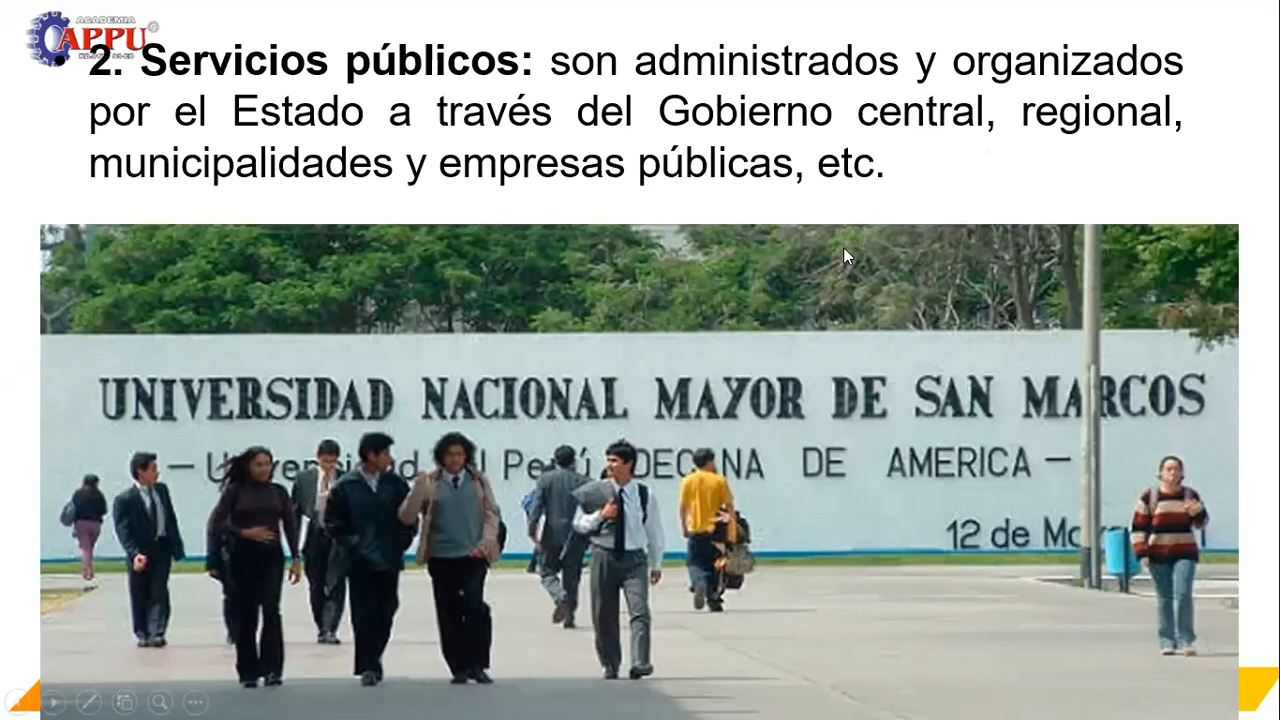 ACADEMIA
APPU
2. Servicios públicos: son administrados y organizados
por el Estado a través del Gobierno central, regional,
municipalidades y empresas públicas, etc.
UNIVERSIDAD NACIONAL MAYOR DE SAN MARCOS
DE AMERICA —
12 de